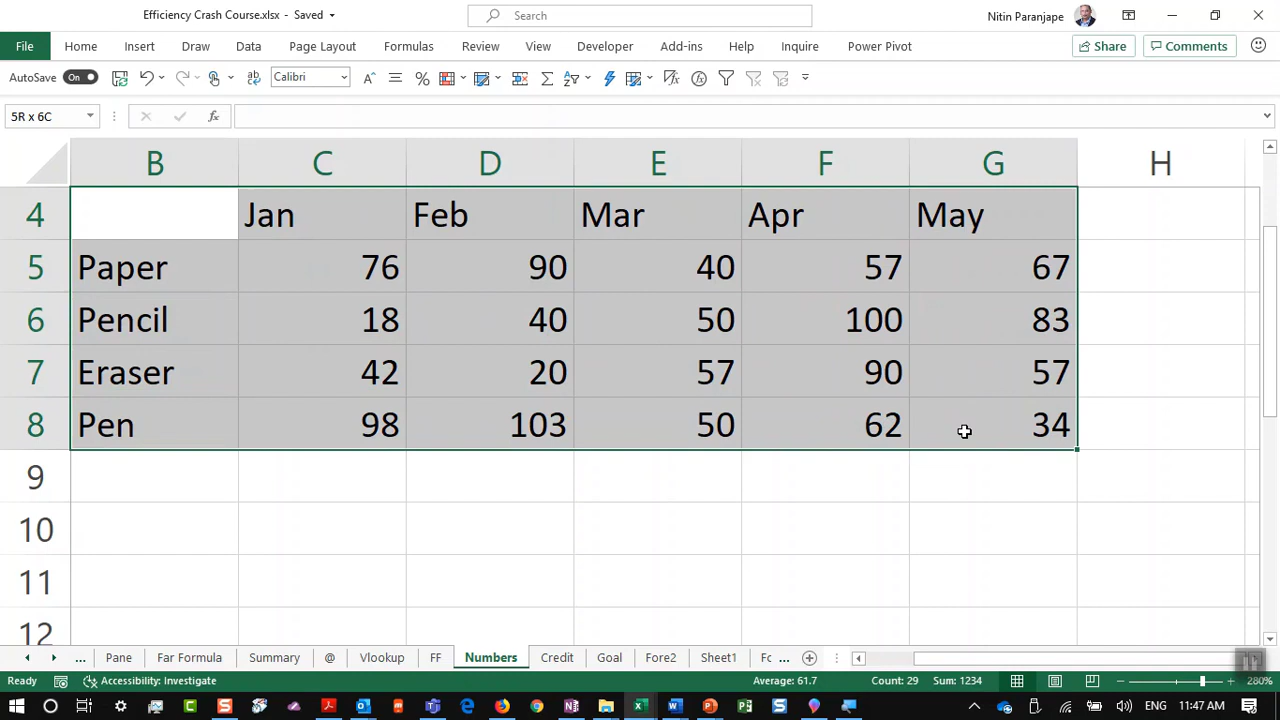 Efficiency Crash Course.xlsx - Saved
Search
Nitin Paranjape
File Home Insert Draw Data Page Layout Formulas Review View Developer Add-ins Help Inquire Power Pivot Share Comments
AutoSave On Calibri
5R x 6C
B C D E F G H
4 Jan Feb Mar Apr May
5 Paper 76 90 40 57 67
6 Pencil 18 40 50 100 83
7 Eraser 42 20 57 90 57
8 Pen 98 103 50 62 34
9
10
11
12
... Pane Far Formula Summary @ Vlookup FF Numbers Credit Goal Fore2 Sheet1 Fc ...
Ready Accessibility: Investigate Average: 61.7 Count: 29 Sum: 1234 280%
ENG 11:47 AM